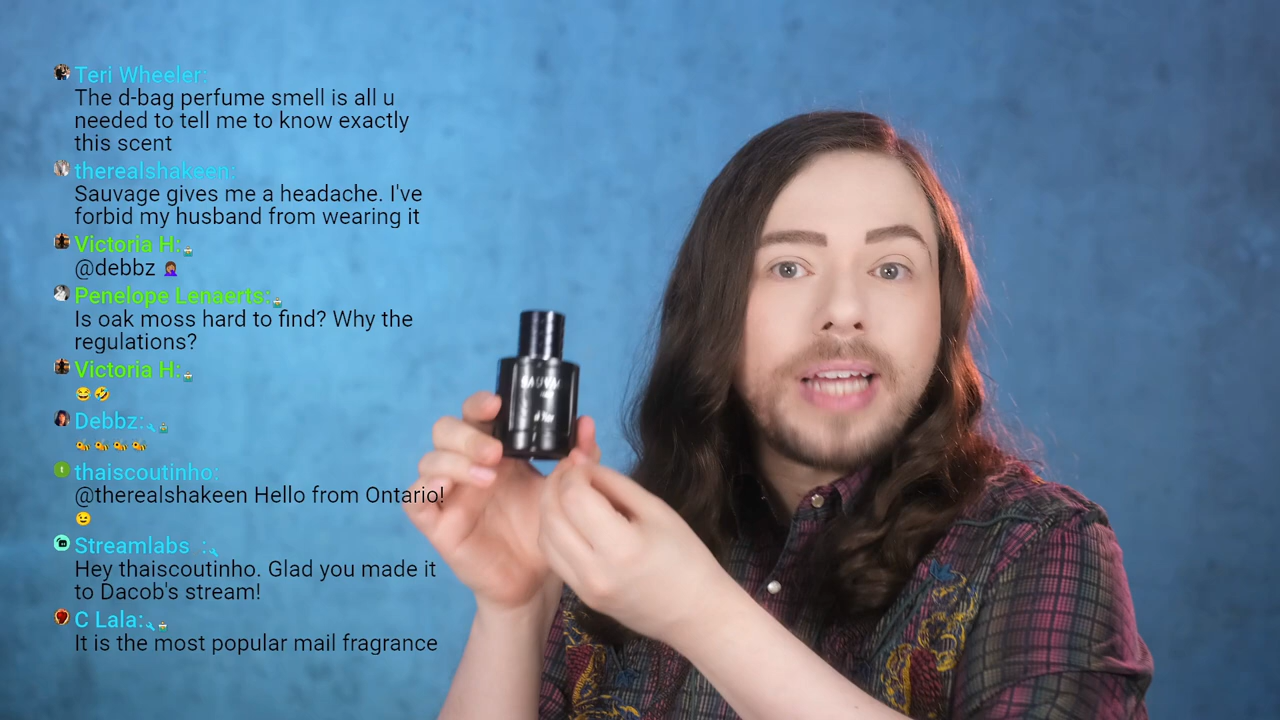 Teri Wheeler:
The d-bag perfume smell is all u
needed to tell me to know exactly
this scent
therealshakeen:
Sauvage gives me a headache. I've
forbid my husband from wearing it
Victoria H:
@debbz
Penelope Lenaerts:
Is oak moss hard to find? Why the
regulations?
Victoria H:
Debbz:
thaiscoutinho:
@therealshakeen Hello from Ontario!
Streamlabs :
Hey thaiscoutinho. Glad you made it
to Dacob's stream!
C Lala:
It is the most popular mail fragrance